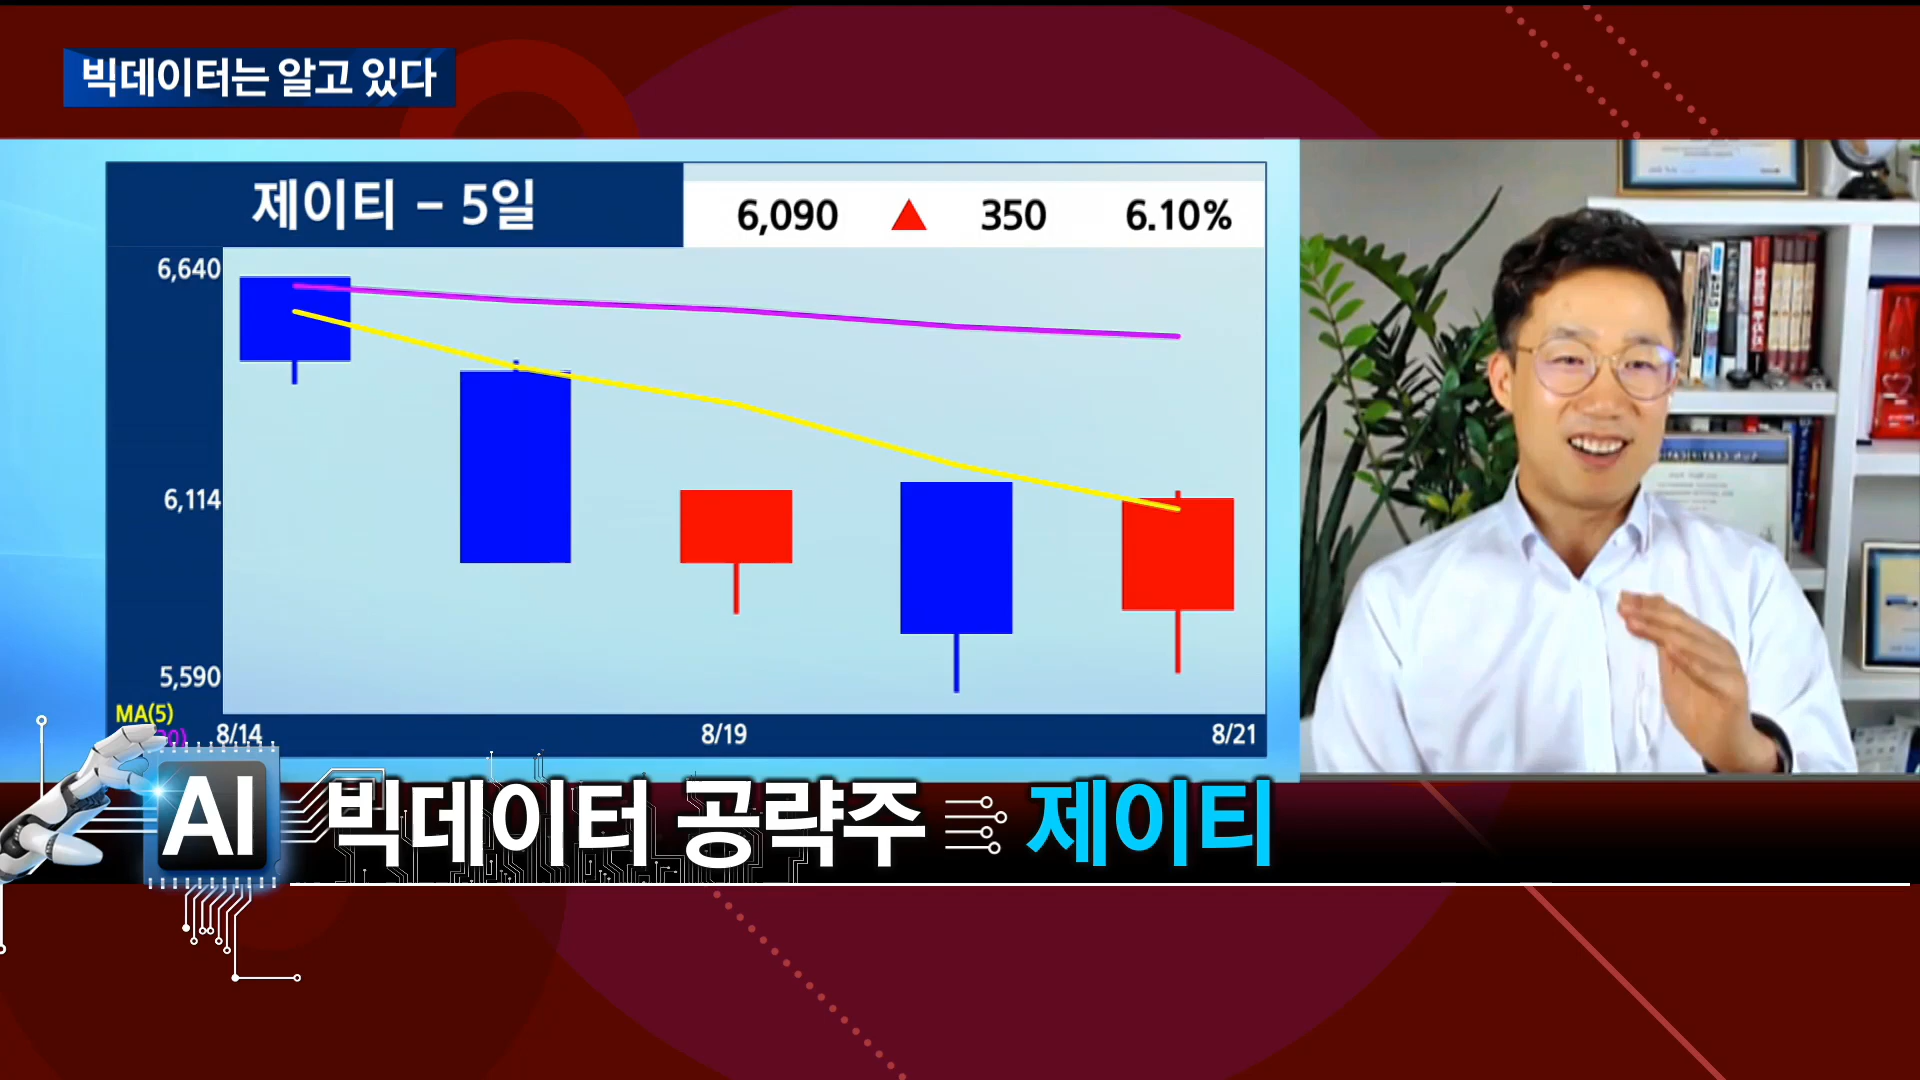 빅데이터는 알고 있다
제이티 - 5일
6,090 ▲ 350 6.10%
6,640
6,114
5,590
MA(5)
8/14 8/19 8/21
AI 빅데이터 공략주 제이티